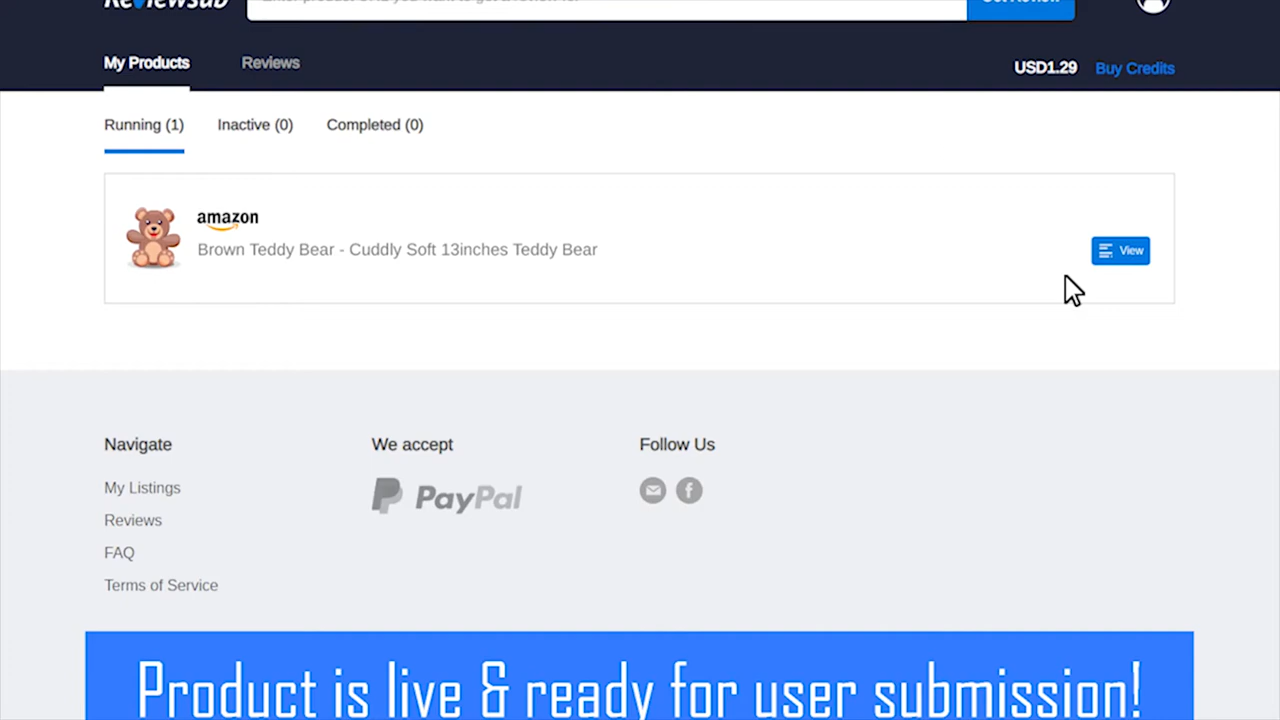 Reviewsub
My Products
Reviews
USD1.29
Buy Credits
Running (1)
Inactive (0)
Completed (0)
amazon
Brown Teddy Bear - Cuddly Soft 13inches Teddy Bear
View
Navigate
We accept
Follow Us
My Listings
PayPal
Reviews
FAQ
Terms of Service
Product is live & ready for user submission!